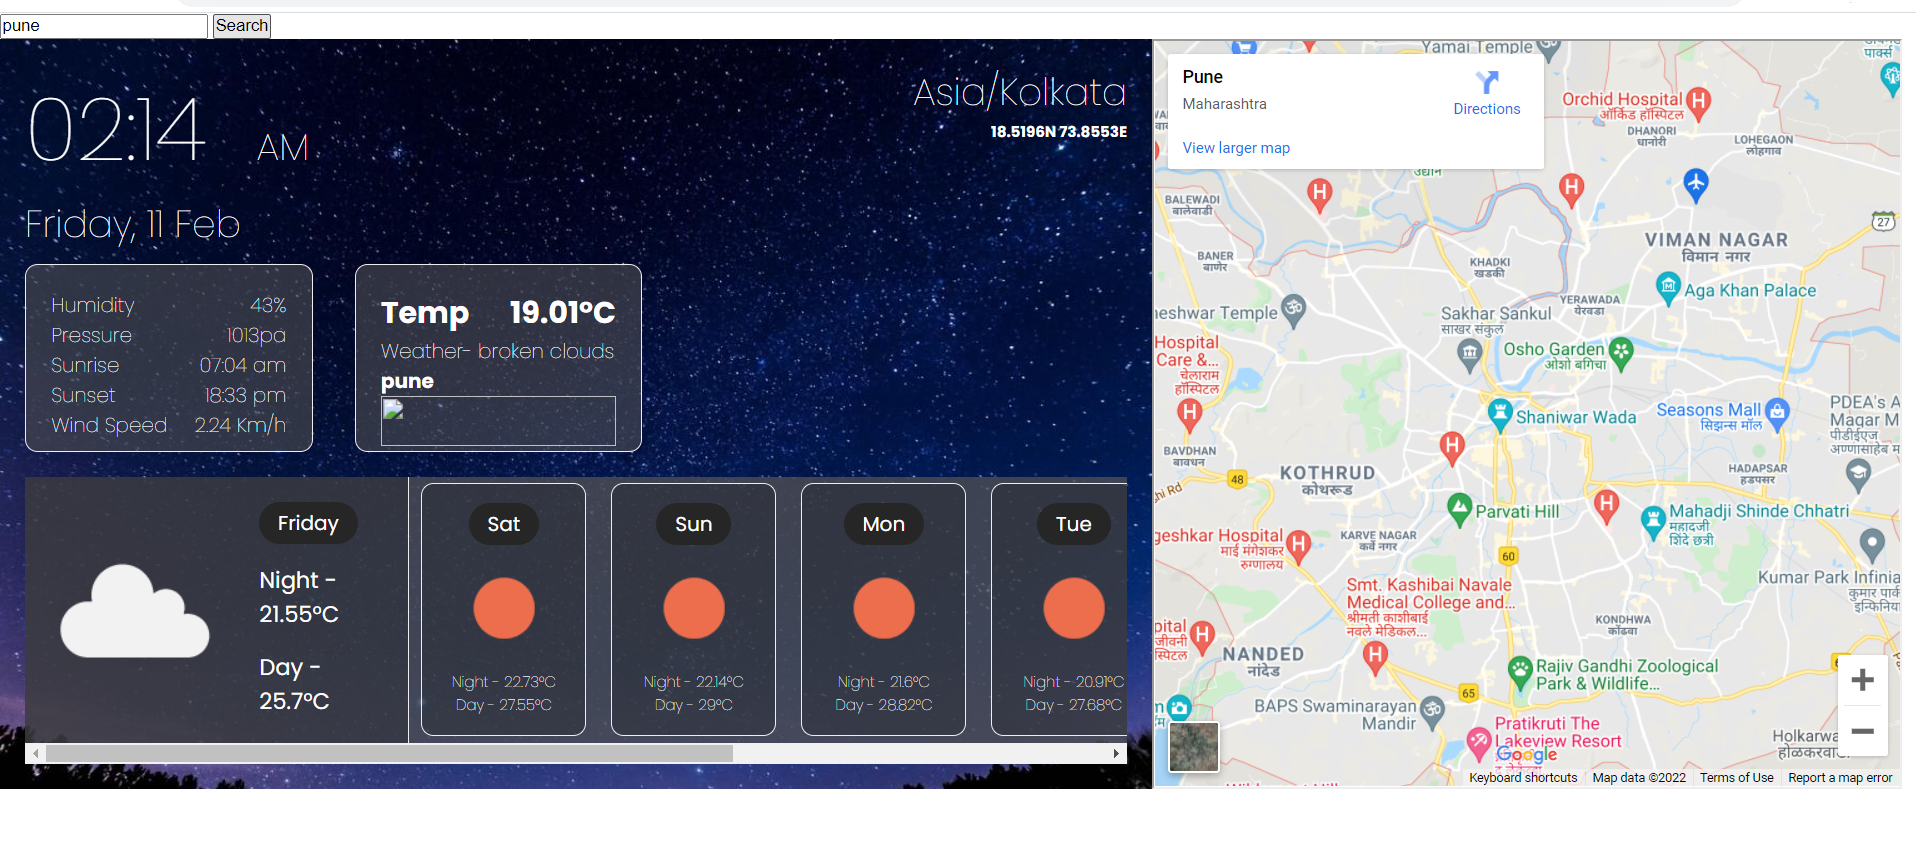 pune
Search
02:14 AM
Friday, 11 Feb
Asia/Kolkata
18.5196N 73.8553E
Humidity 43%
Pressure 1013pa
Sunrise 07:04 am
Sunset 18:33 pm
Wind Speed 2.24 Km/h
Temp 19.01°C
Weather- broken clouds
pune
Friday
Night -
21.55°C
Day -
25.7°C
Sat
Night - 22.73°C
Day - 27.55°C
Sun
Night - 22.14°C
Day - 29°C
Mon
Night - 21.6°C
Day - 28.82°C
Tue
Night - 20.91°C
Day - 27.68°C
Pune
Maharashtra
Directions
View larger map
Yamai Temple
पार्क्स
Orchid Hospital
ऑर्किड हॉस्पिटल
DHANORI
धानोरी
LOHEGAON
लोहगाव
उद्यान
BALEWADI
बालेवाडी
27
VIMAN NAGAR
विमान नगर
BANER
बाणेर
KHADKI
खडकी
Aga Khan Palace
YERAWADA
येरवडा
neshwar Temple
Sakhar Sankul
साखर संकुल
Hospital
Care &...
चेलाराम
हॉस्पिटल
Osho Garden
ओशो बगिचा
Shaniwar Wada
Seasons Mall
सिझन्स मॉल
PDEA's A
Magar M
पीडीईएज
अण्णासाहेब म
BAVDHAN
बावधन
KOTHRUD
कोथरूड
HADAPSAR
हडपसर
48
hi Rd
Parvati Hill
Mahadji Shinde Chhatri
महादजी
शिंदे छत्री
geshkar Hospital
माई मंगेशकर
रुग्णालय
KARVE NAGAR
कर्वे नगर
60
Kumar Park Infinia
कुमार पार्क
इन्फिनिया
Smt. Kashibai Navale
Medical College and...
श्रीमती काशीबाई
नवले मेडिकल...
KONDHWA
कोंढवा
pital
जीवनी
स्पिटल
NANDED
नांदेड
Rajiv Gandhi Zoological
Park & Wildlife...
65
BAPS Swaminarayan
Mandir
Pratikruti The
Lakeview Resort
Holkarwa
होळकरवाडी
Google
Keyboard shortcuts
Map data ©2022
Terms of Use
Report a map error